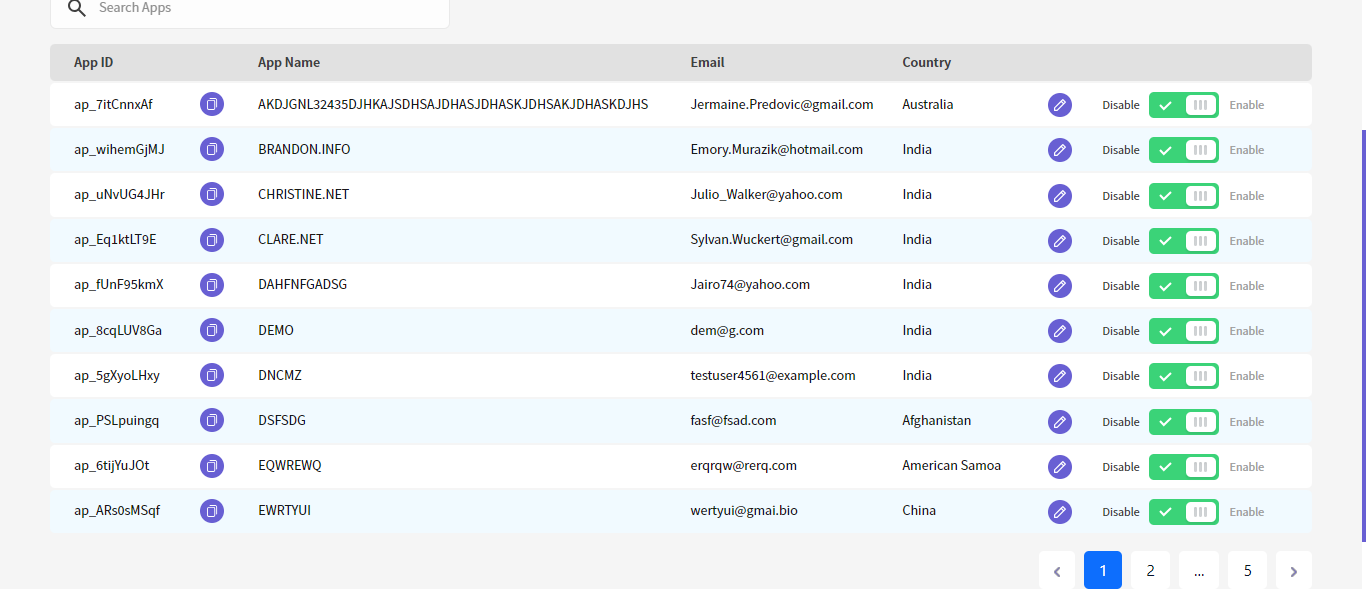 Search Apps
App ID App Name Email Country
ap_7itCnnxAf AKDJGNL32435DJHKAJSDHSAJDHASJDHASKJDHSAKJDHASKDJHS Jermaine.Predovic@gmail.com Australia Disable Enable
ap_wihemGjMJ BRANDON.INFO Emory.Murazik@hotmail.com India Disable Enable
ap_uNvUG4JHr CHRISTINE.NET Julio_Walker@yahoo.com India Disable Enable
ap_Eq1ktLT9E CLARE.NET Sylvan.Wuckert@gmail.com India Disable Enable
ap_fUnF95kmX DAHFNFGADSG Jairo74@yahoo.com India Disable Enable
ap_8cqLUV8Ga DEMO dem@g.com India Disable Enable
ap_5gXyoLHxy DNCMZ testuser4561@example.com India Disable Enable
ap_PSLpuingq DSFSDG fasf@fsad.com Afghanistan Disable Enable
ap_6tijYuJOt EQWREWQ erqrqw@rerq.com American Samoa Disable Enable
ap_ARs0sMSqf EWRTYUI wertyui@gmai.bio China Disable Enable
‹ 1 2 ... 5 ›